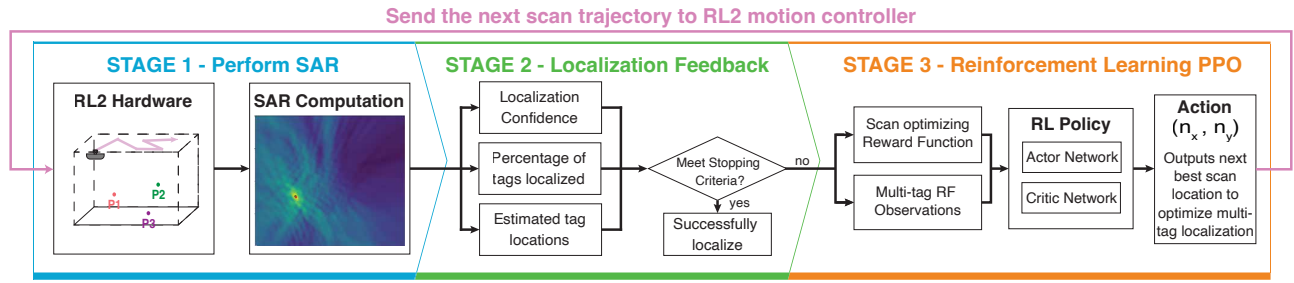 Send the next scan trajectory to RL2 motion controller
STAGE 1 - Perform SAR
RL2 Hardware
P1
P2
P3
SAR Computation
STAGE 2 - Localization Feedback
Localization
Confidence
Percentage of
tags localized
Estimated tag
locations
Meet Stopping
Criteria?
no
yes
Successfully
localize
STAGE 3 - Reinforcement Learning PPO
Scan optimizing
Reward Function
Multi-tag RF
Observations
RL Policy
Actor Network
Critic Network
Action
(nx , ny)
Outputs next
best scan
location to
optimize multi-
tag localization